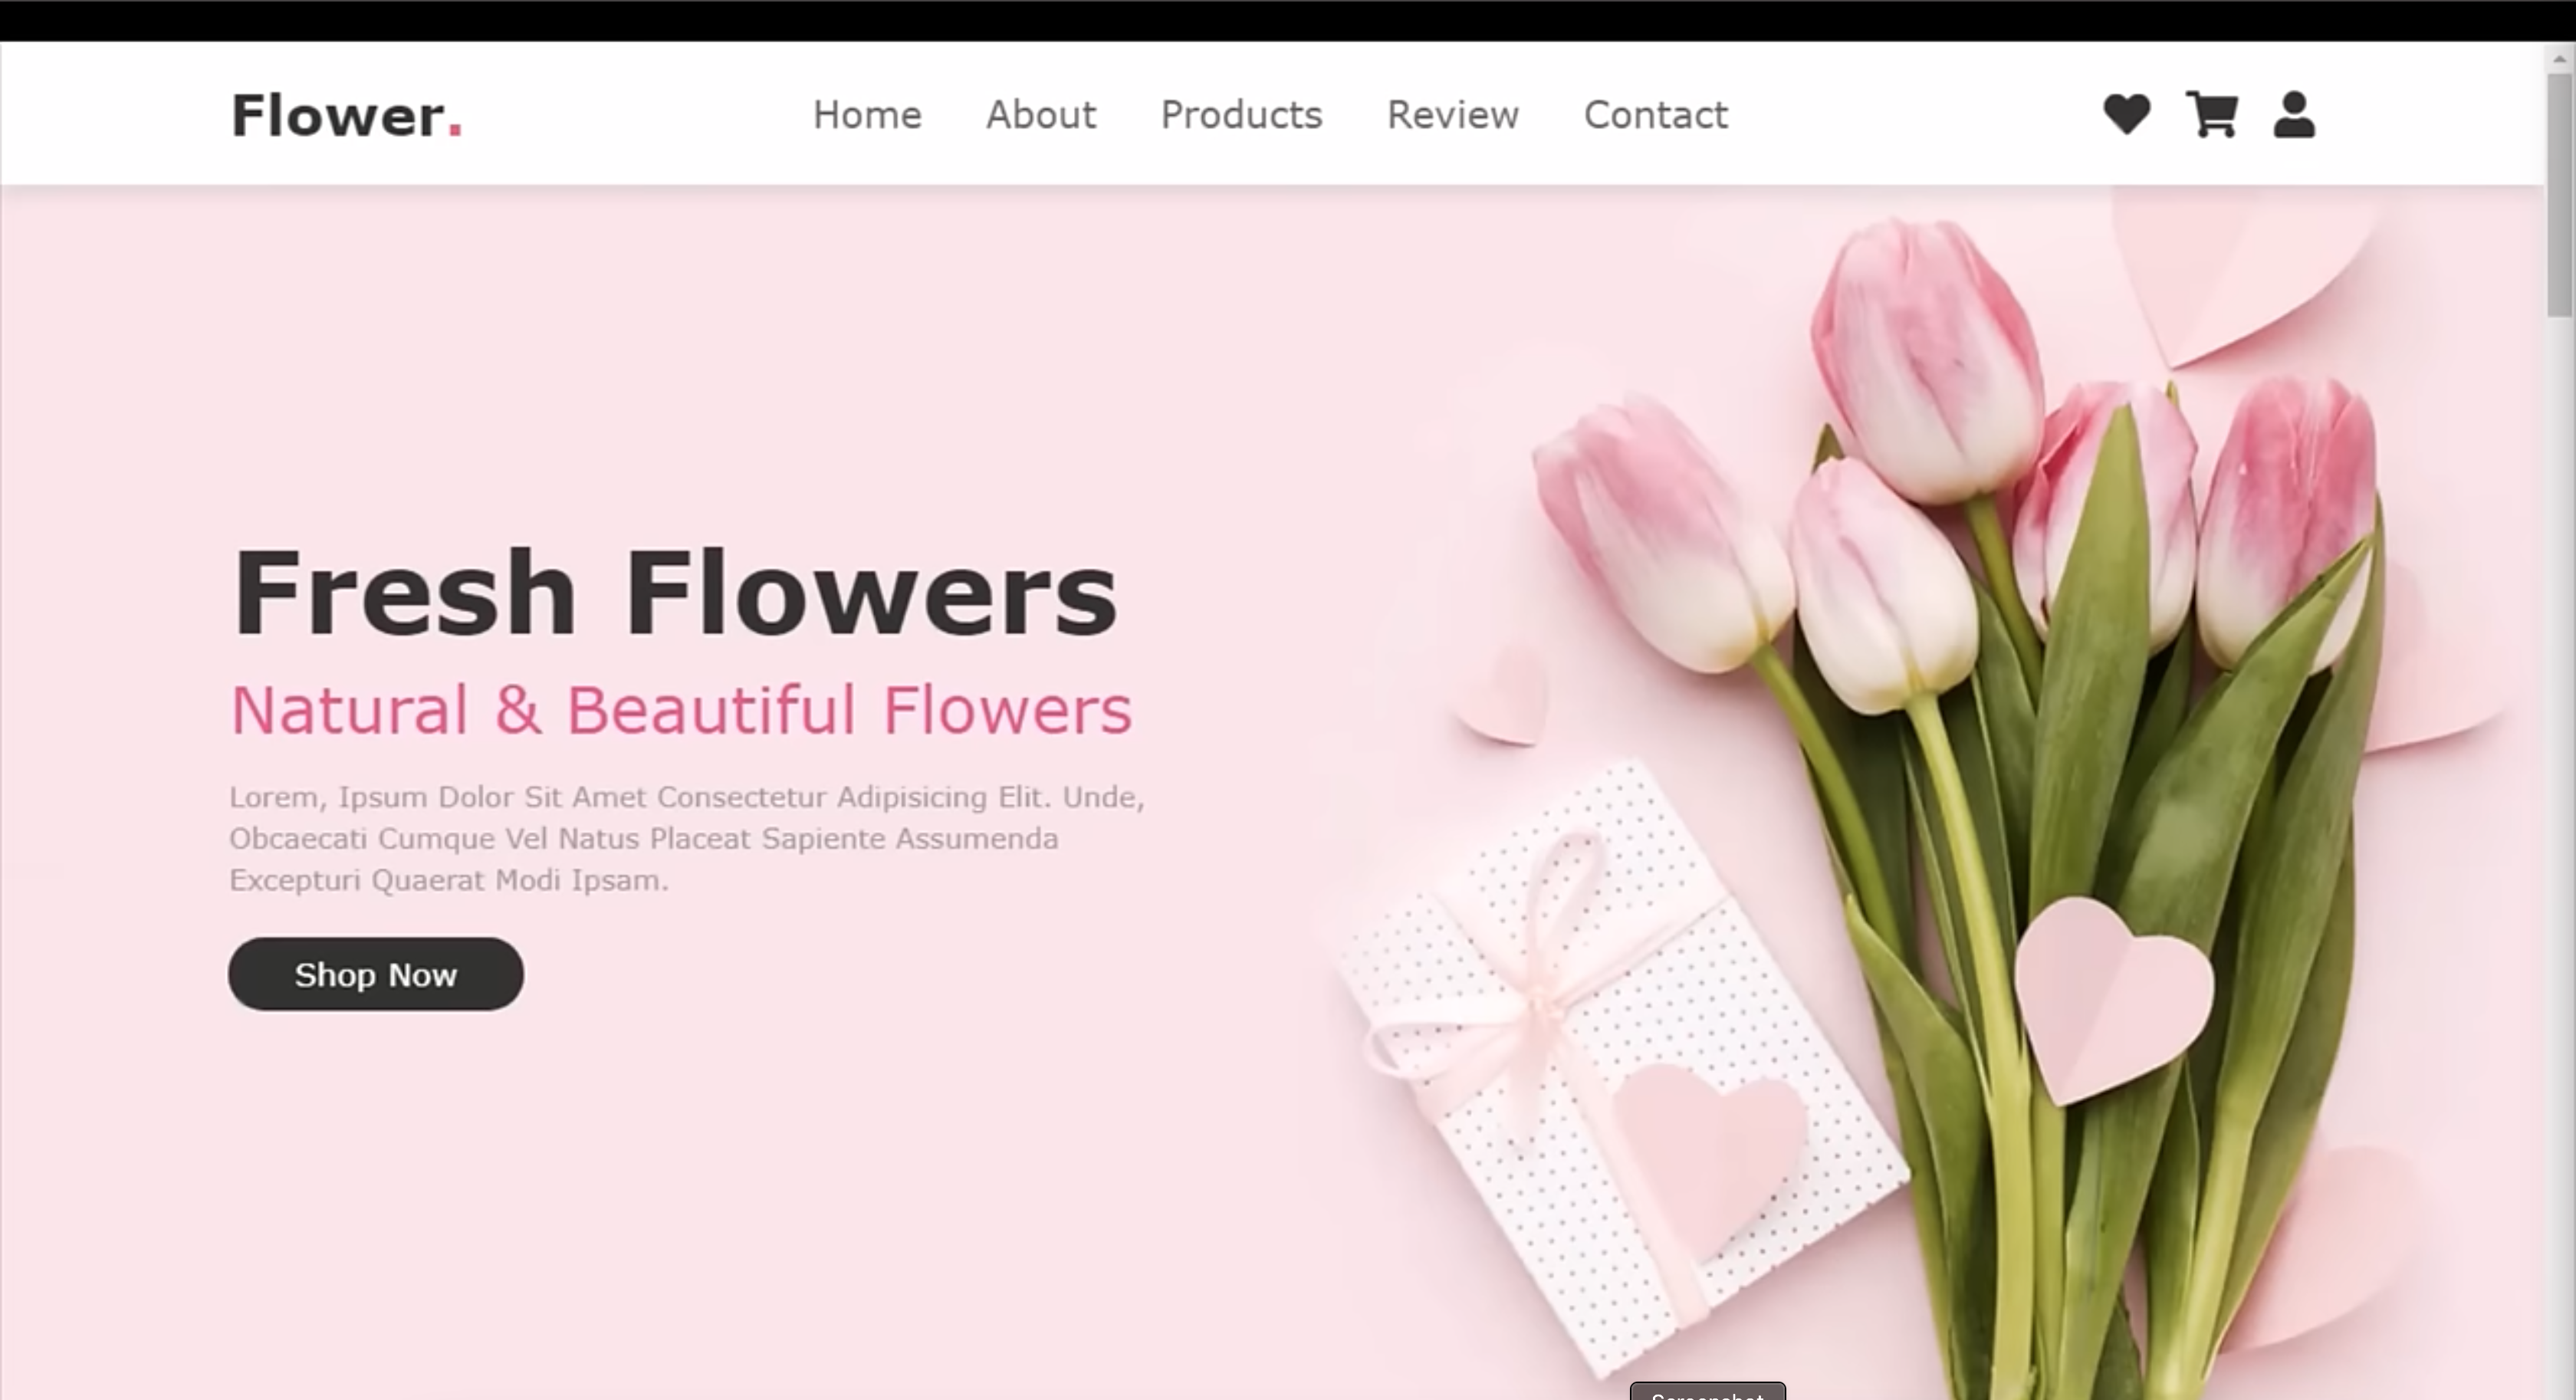 Flower.
Home About Products Review Contact
Fresh Flowers
Natural & Beautiful Flowers
Lorem, Ipsum Dolor Sit Amet Consectetur Adipisicing Elit. Unde,
Obcaecati Cumque Vel Natus Placeat Sapiente Assumenda
Excepturi Quaerat Modi Ipsam.
Shop Now
Screenshot